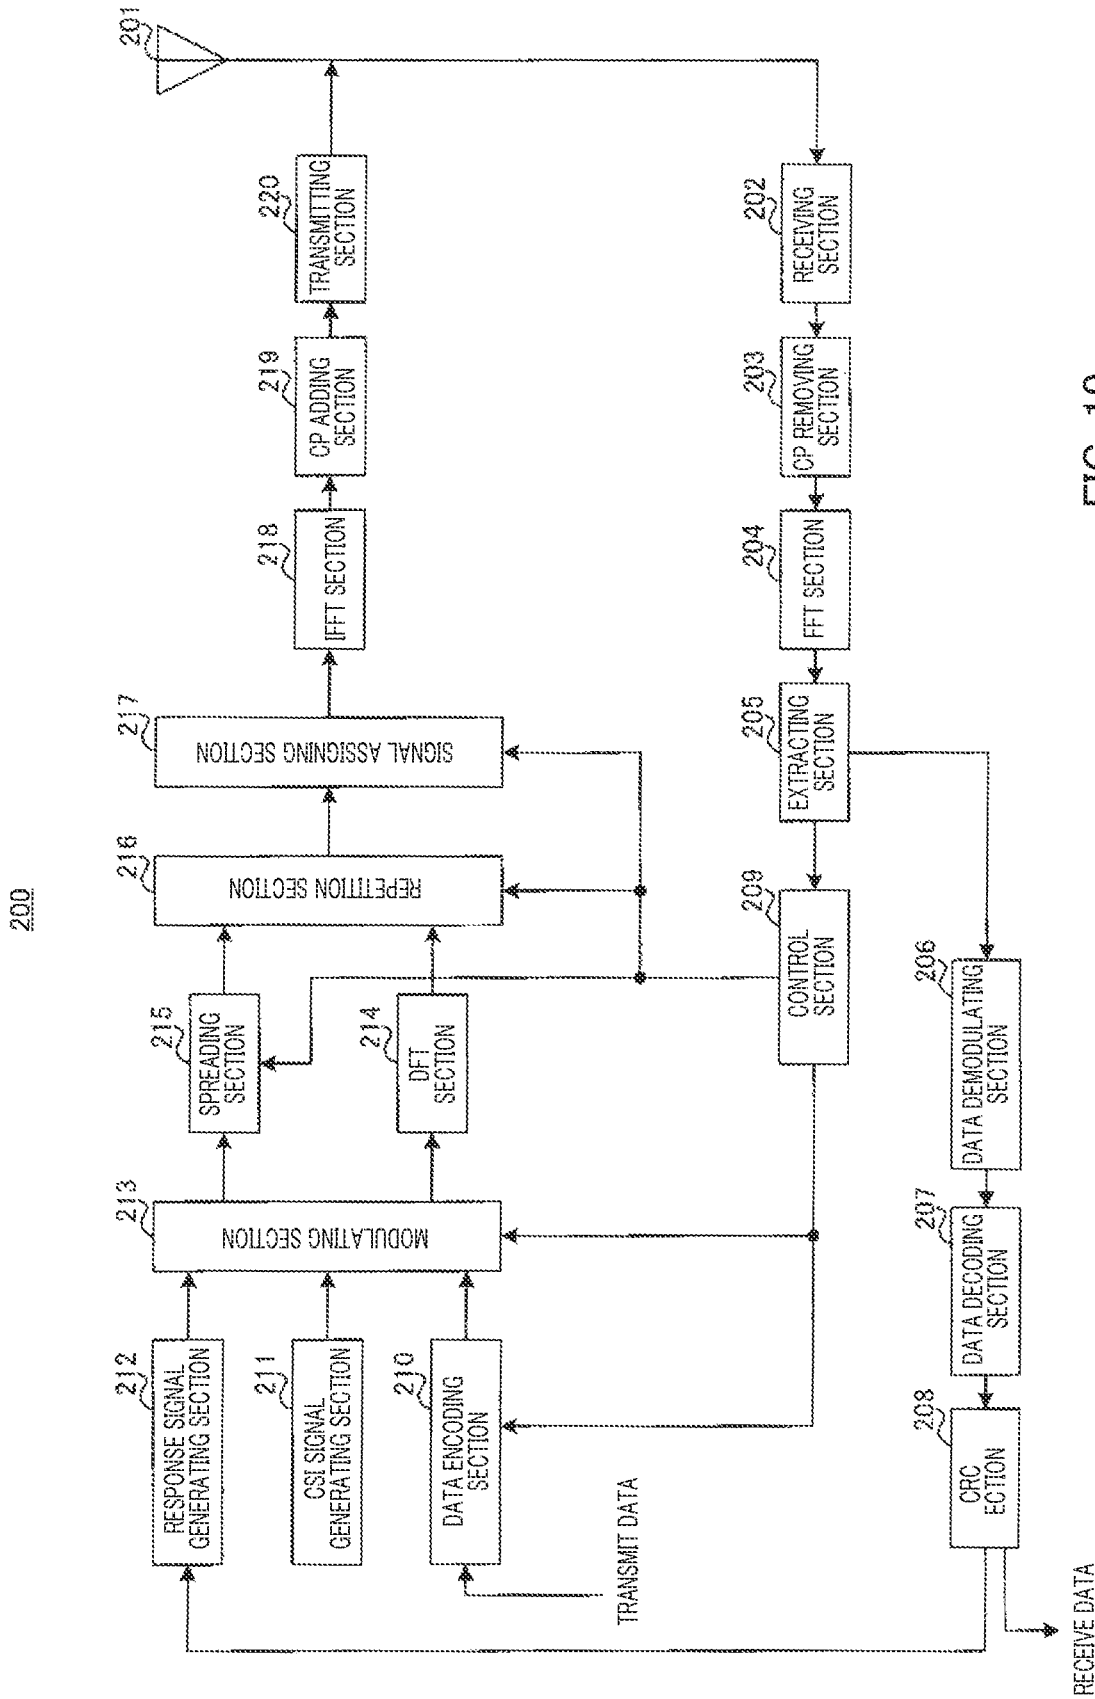 200
201
220
TRANSMITTING
SECTION
219
CP ADDING
SECTION
218
IFFT SECTION
217
SIGNAL ASSIGNING SECTION
216
REPETITION SECTION
215
SPREADING
SECTION
214
DFT
SECTION
213
MODULATING SECTION
212
RESPONSE SIGNAL
GENERATING SECTION
211
CSI SIGNAL
GENERATING SECTION
210
DATA ENCODING
SECTION
TRANSMIT DATA
202
RECEIVING
SECTION
203
CP REMOVING
SECTION
204
FFT SECTION
205
EXTRACTING
SECTION
209
CONTROL
SECTION
206
DATA DEMODULATING
SECTION
207
DATA DECODING
SECTION
208
CRC
ECTION
RECEIVE DATA
FIG.